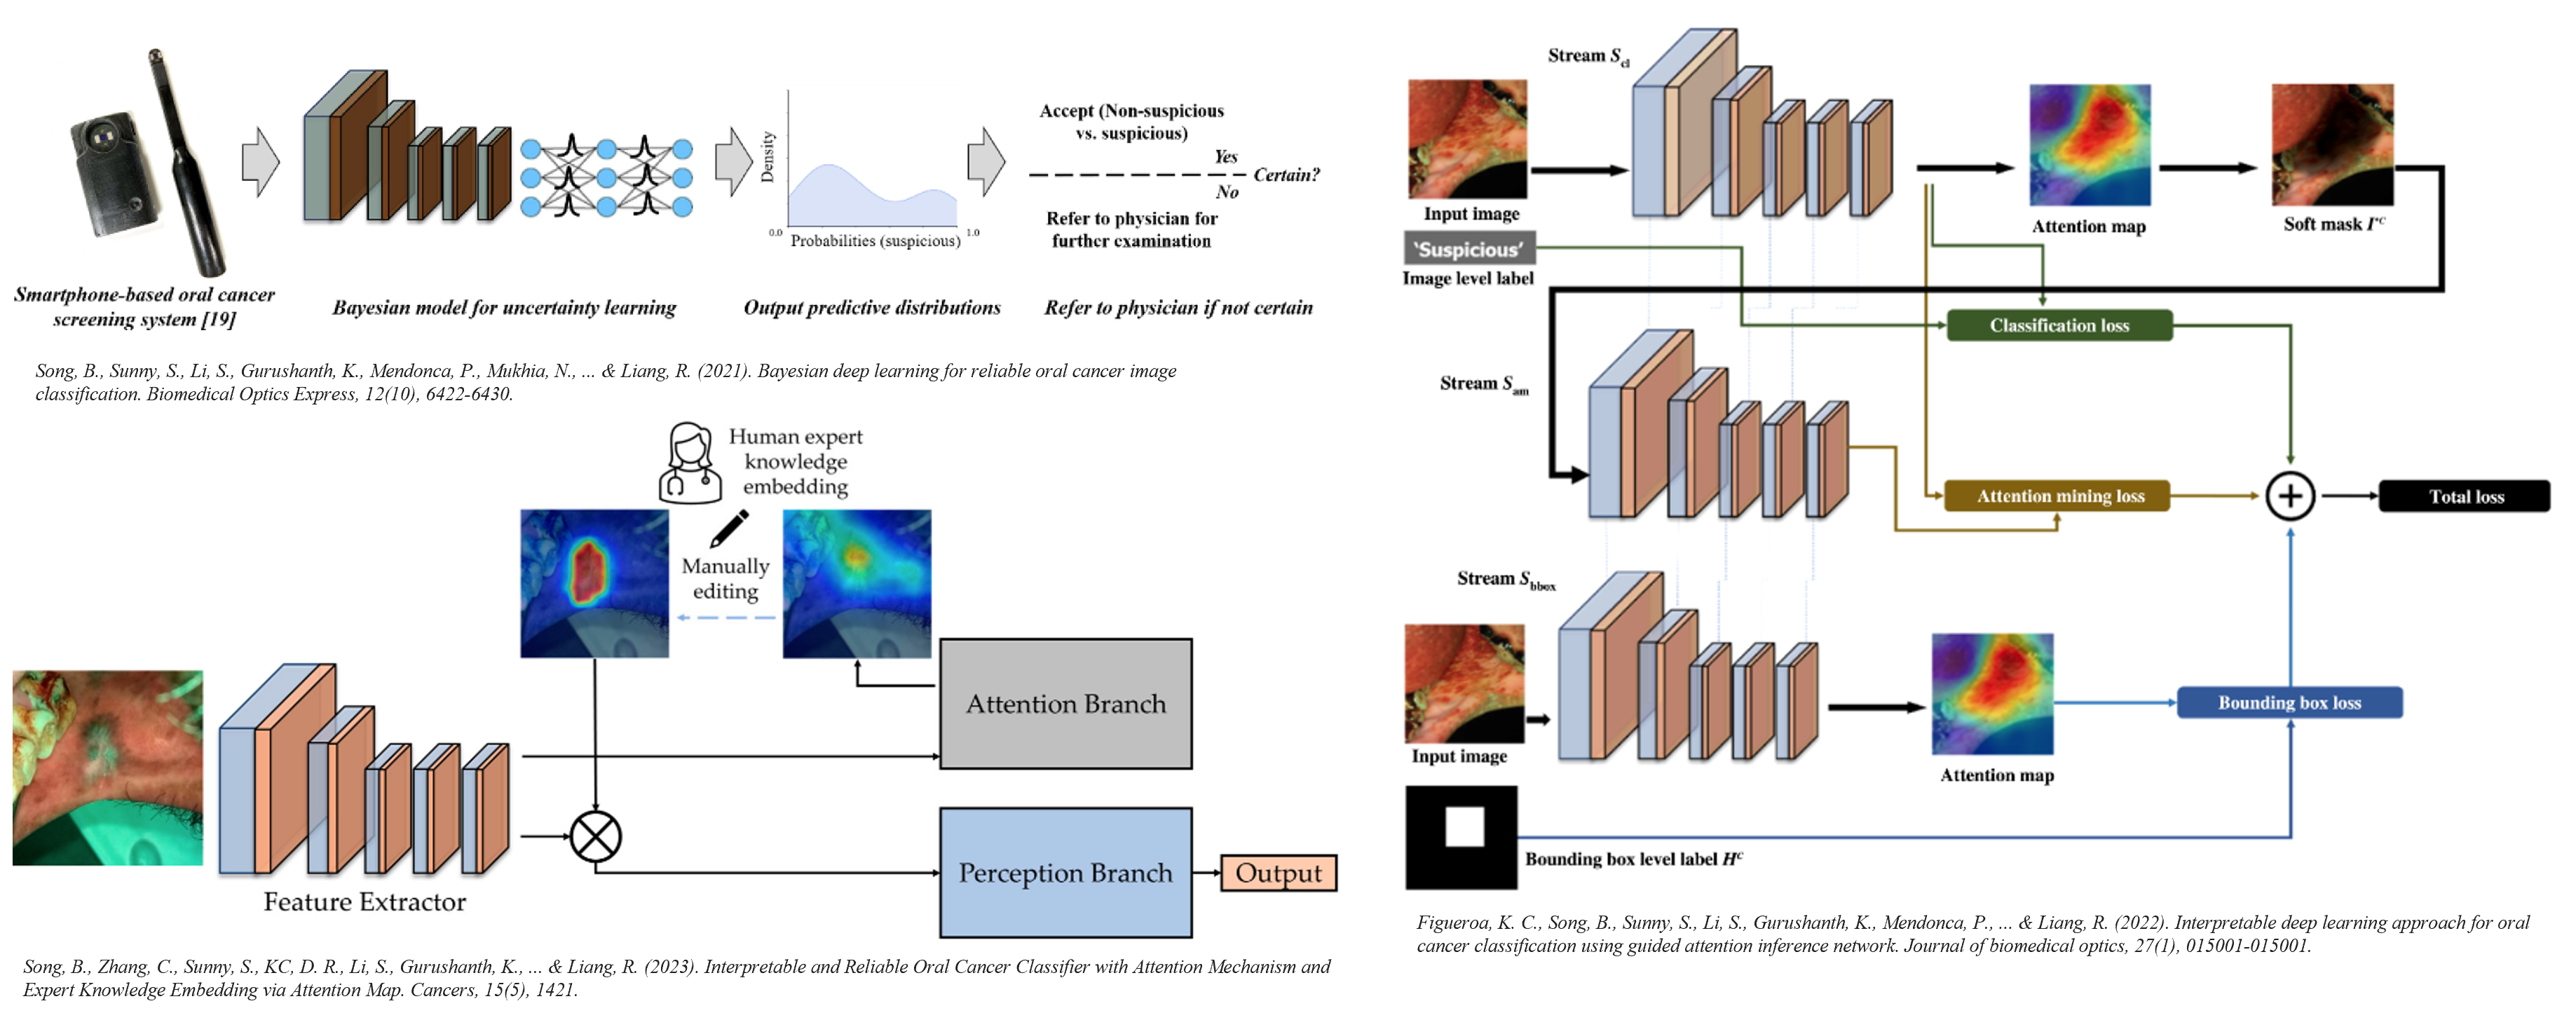 Accept (Non-suspicious
vs. suspicious)
Yes
Certain?
No
Refer to physician for
further examination
Density
0.0
Probabilities (suspicious)
1.0
Smartphone-based oral cancer
screening system [19]
Bayesian model for uncertainty learning
Output predictive distributions
Refer to physician if not certain
Song, B., Sunny, S., Li, S., Gurushanth, K., Mendonca, P., Mukhia, N., ... & Liang, R. (2021). Bayesian deep learning for reliable oral cancer image
classification. Biomedical Optics Express, 12(10), 6422-6430.
Human expert
knowledge
embedding
Manually
editing
Attention Branch
Perception Branch
Output
Feature Extractor
Song, B., Zhang, C., Sunny, S., KC, D. R., Li, S., Gurushanth, K., ... & Liang, R. (2023). Interpretable and Reliable Oral Cancer Classifier with Attention Mechanism and
Expert Knowledge Embedding via Attention Map. Cancers, 15(5), 1421.
Stream Scl
Input image
Attention map
Soft mask I*c
'Suspicious'
Image level label
Classification loss
Stream Sam
Attention mining loss
Total loss
Stream Sbbox
Input image
Attention map
Bounding box loss
Bounding box level label Hc
Figueroa, K. C., Song, B., Sunny, S., Li, S., Gurushanth, K., Mendonca, P., ... & Liang, R. (2022). Interpretable deep learning approach for oral
cancer classification using guided attention inference network. Journal of biomedical optics, 27(1), 015001-015001.